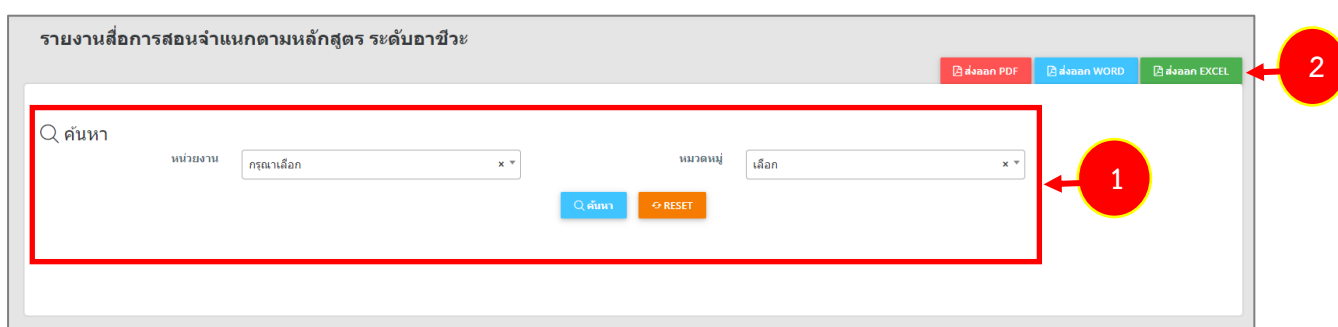 รายงานสื่อการสอนจำแนกตามหลักสูตร ระดับอาชีวะ
ส่งออก PDF ส่งออก WORD ส่งออก EXCEL 2
ค้นหา
หน่วยงาน กรุณาเลือก × หมวดหมู่ เลือก × 1
ค้นหา RESET